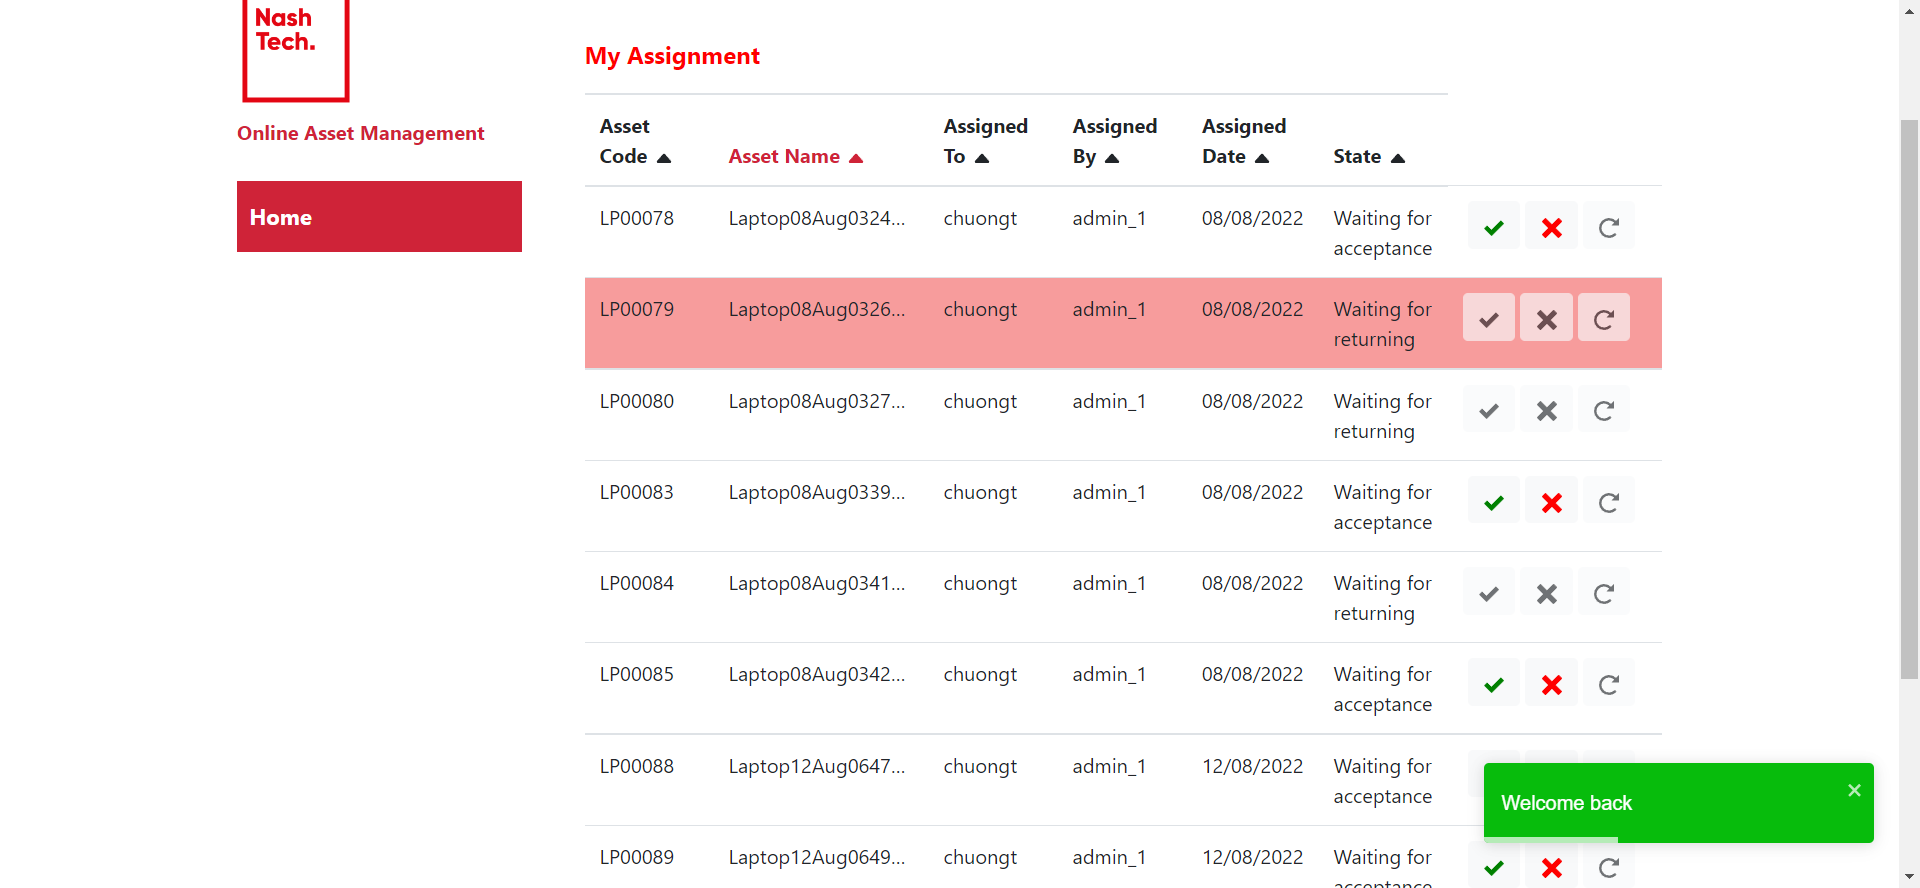 Nash
Tech.
Online Asset Management
Home
My Assignment
Asset Code Asset Name Assigned To Assigned By Assigned Date State
LP00078 Laptop08Aug0324... chuongt admin_1 08/08/2022 Waiting for acceptance
LP00079 Laptop08Aug0326... chuongt admin_1 08/08/2022 Waiting for returning
LP00080 Laptop08Aug0327... chuongt admin_1 08/08/2022 Waiting for returning
LP00083 Laptop08Aug0339... chuongt admin_1 08/08/2022 Waiting for acceptance
LP00084 Laptop08Aug0341... chuongt admin_1 08/08/2022 Waiting for returning
LP00085 Laptop08Aug0342... chuongt admin_1 08/08/2022 Waiting for acceptance
LP00088 Laptop12Aug0647... chuongt admin_1 12/08/2022 Waiting for acceptance
Welcome back
LP00089 Laptop12Aug0649... chuongt admin_1 12/08/2022 Waiting for